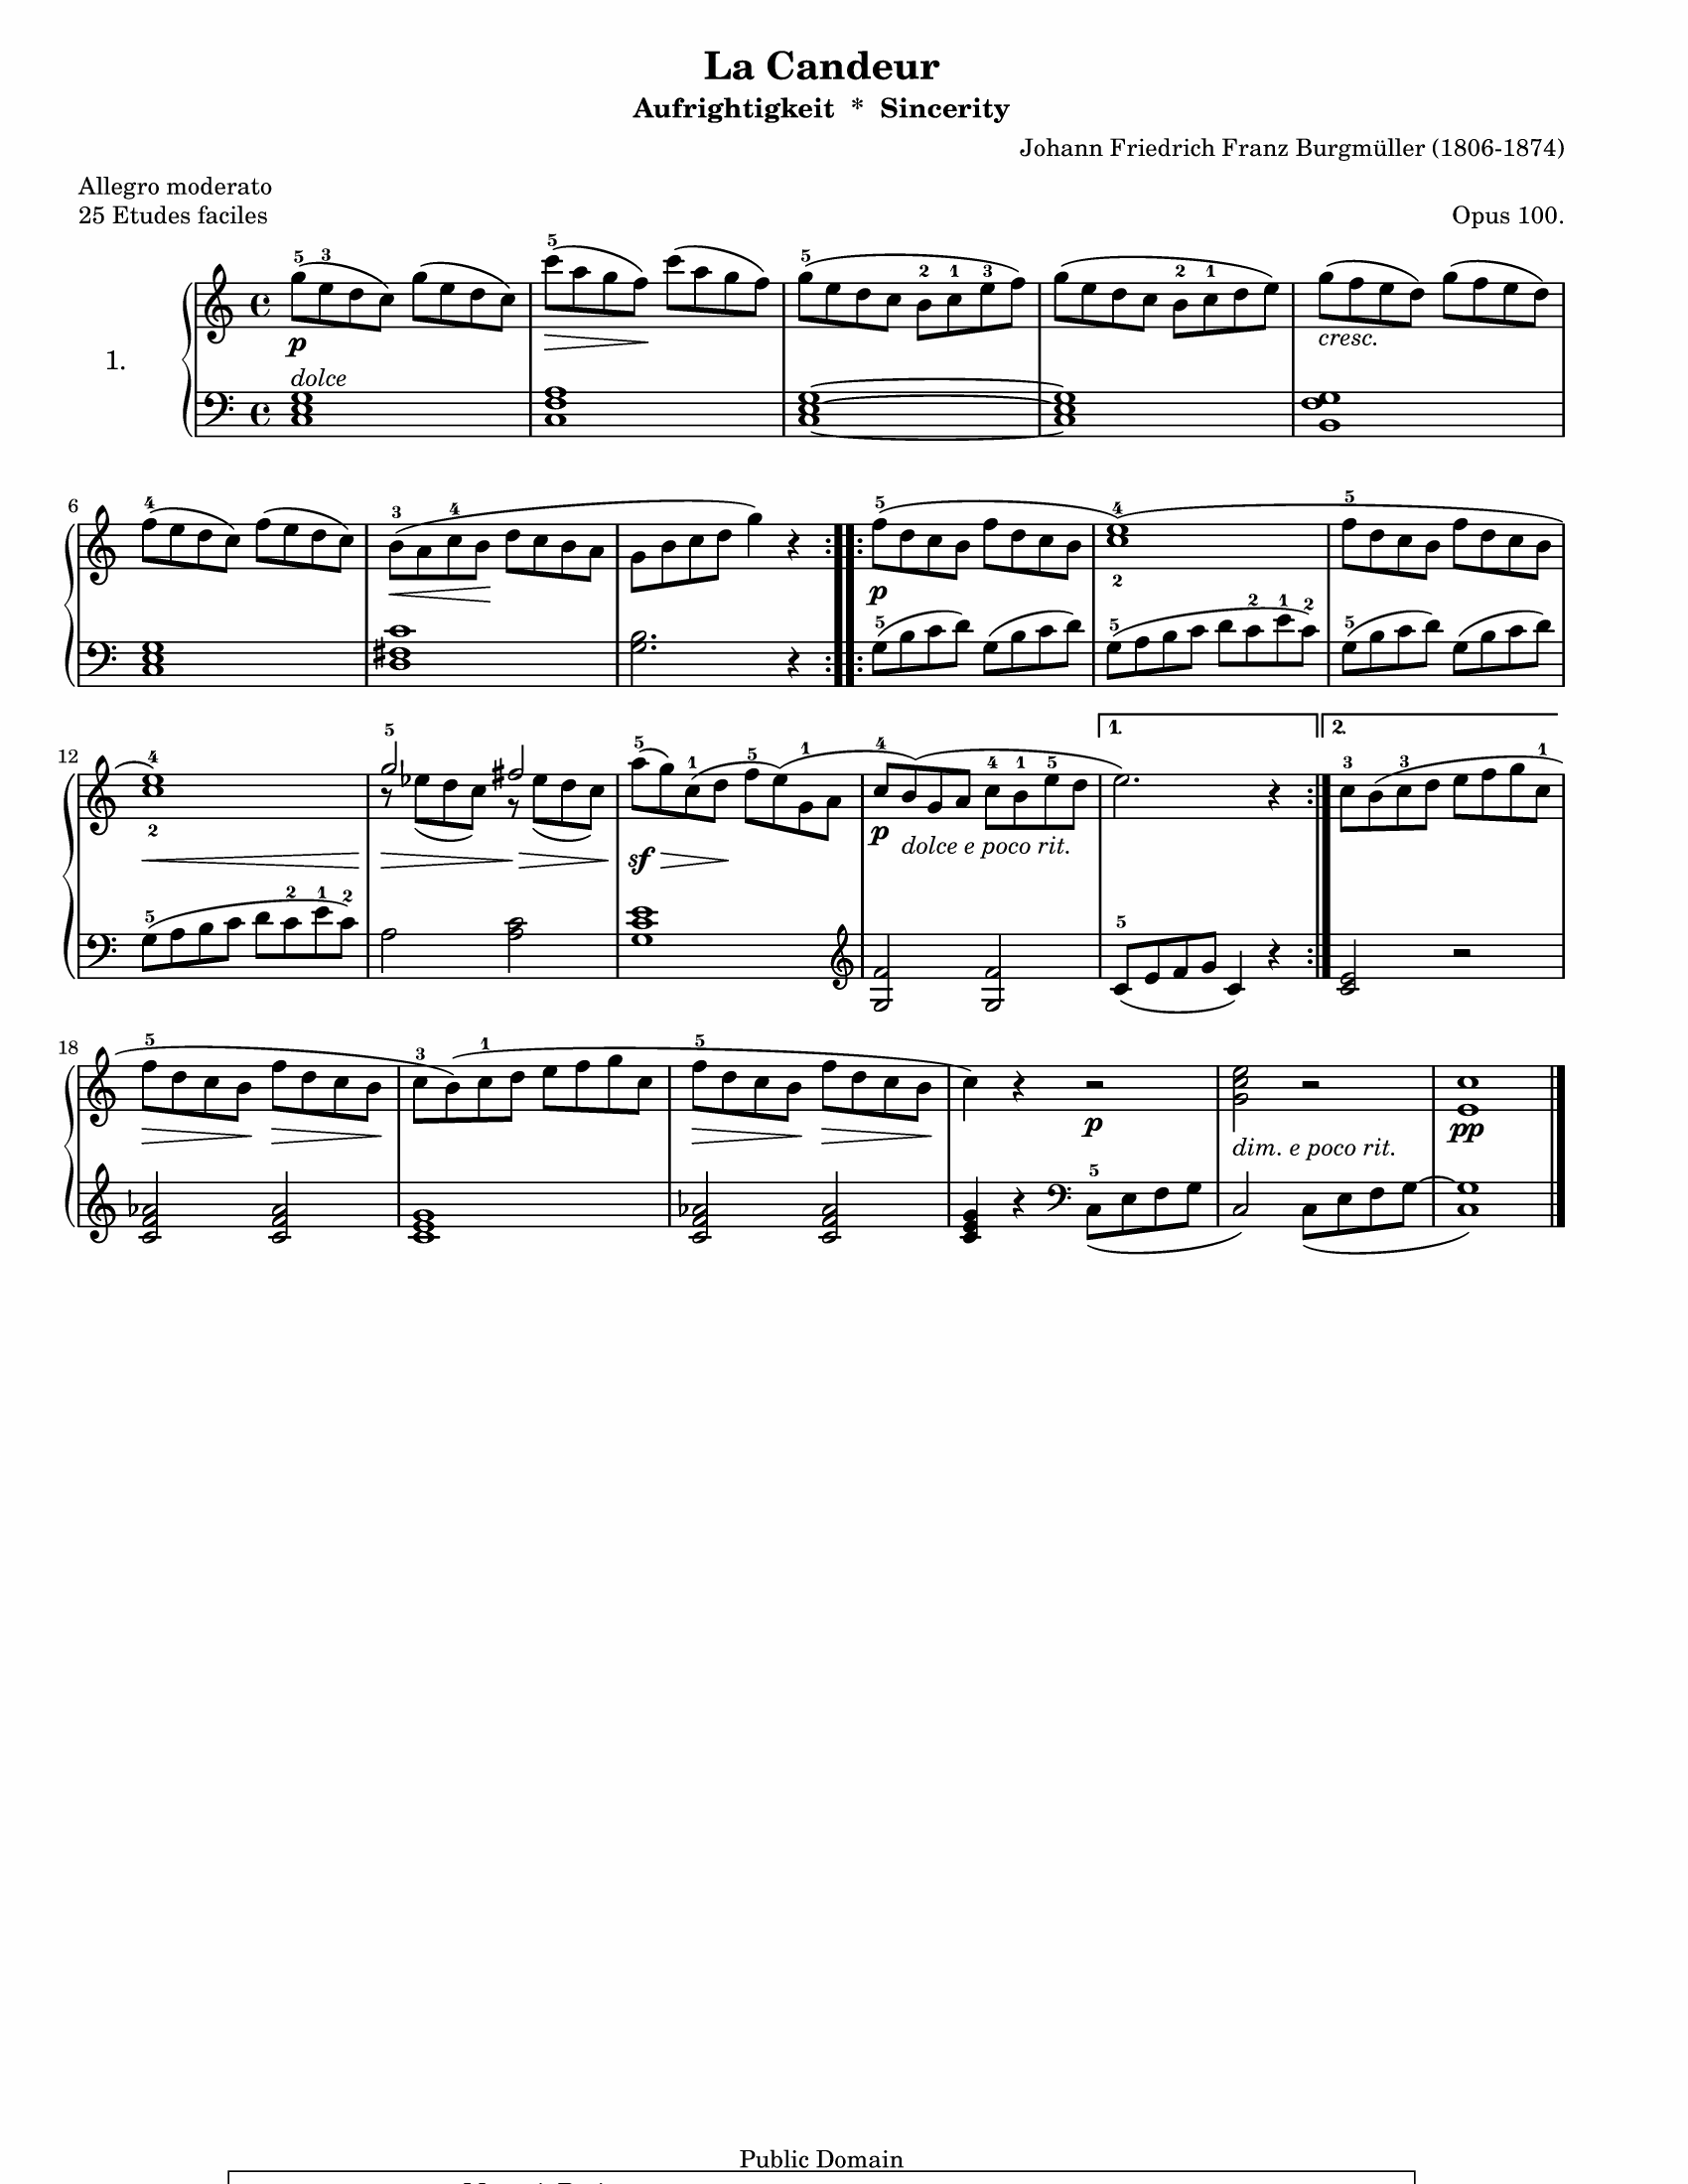 La Candeur
Aufrightigkeit * Sincerity
Johann Friedrich Franz Burgmüller (1806-1874)
Allegro moderato
25 Etudes faciles Opus 100.
5 3 5 5 2 1 3 2 1
1.
p cresc.
dolce
6 4 3 4 5 4 5
p 2
5 5 2 1 2 5
1. 2.
12 4 5 5 1 5 1 4 4 1 5 3 3 1
2 sf p dolce e poco rit.
5 2 1 2 5
18 5 3 1 5
p dim. e poco rit. pp
5
Public Domain